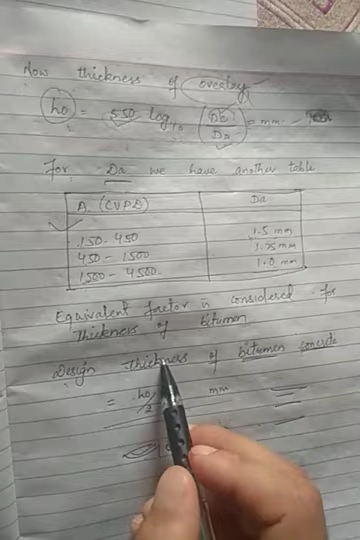 Now thickness of overlay -
ho = 550 log10 (Dc / Da) = mm -
For Da we have another table
A. (CVPD) Da
150 - 450 1.5 mm
450 - 1500 1.25 mm
1500 - 4500. 1.0 mm
Equivalent factor is considered for
Thickness of bitumen
Design Thickness of bitumen concrete
= ho/2 mm